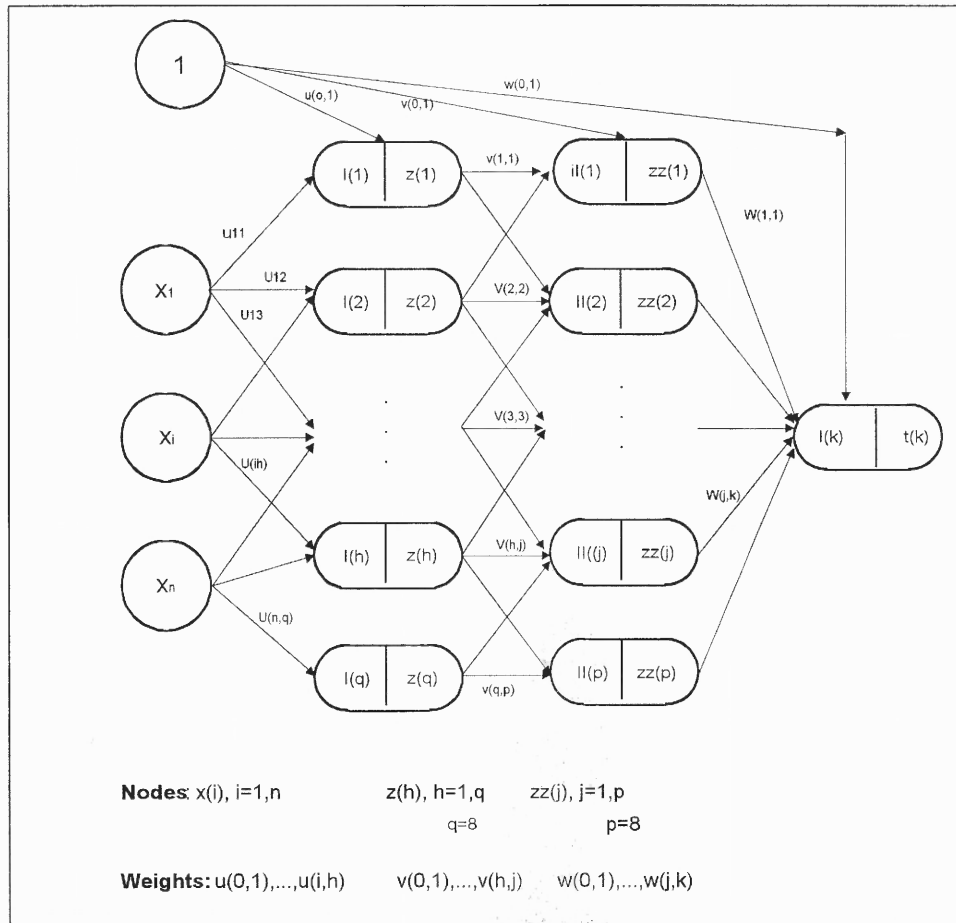 1
w(0,1)
u(o,1)
v(0,1)
I(1) z(1)
v(1,1)
iI(1) zz(1)
W(1,1)
u11
X1
U12
U13
I(2) z(2)
V(2,2)
II(2) zz(2)
Xi
U(ih)
.
.
.
V(3,3)
.
.
.
I(k) t(k)
W(j,k)
Xn
U(n,q)
I(h) z(h)
V(h,j)
II((j) zz(j)
I(q) z(q)
v(q,p)
II(p) zz(p)
Nodes: x(i), i=1,n z(h), h=1,q zz(j), j=1,p
q=8 p=8
Weights: u(0,1),...,u(i,h) v(0,1),...,v(h,j) w(0,1),...,w(j,k)